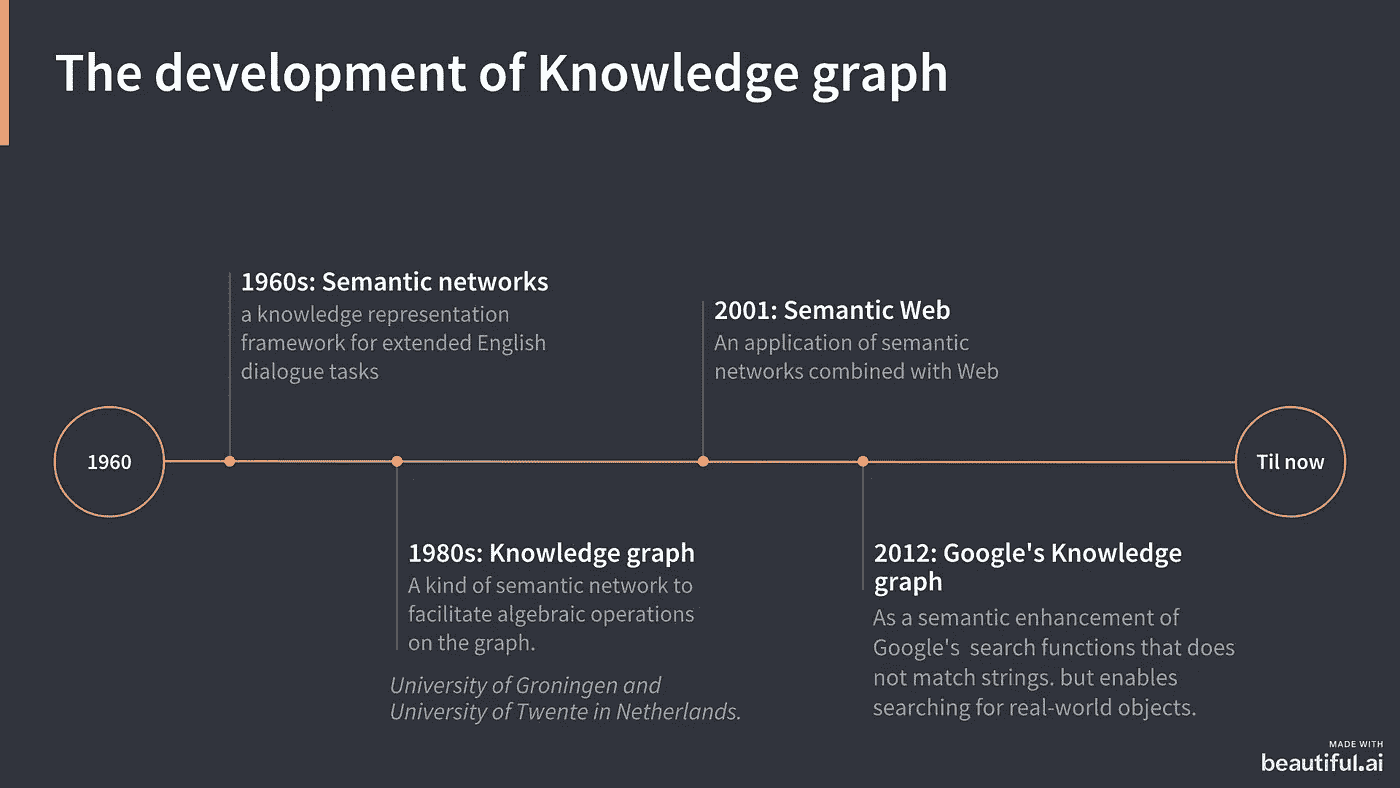 The development of Knowledge graph
1960s: Semantic networks
a knowledge representation
framework for extended English
dialogue tasks
2001: Semantic Web
An application of semantic
networks combined with Web
1960
Til now
1980s: Knowledge graph
A kind of semantic network to
facilitate algebraic operations
on the graph.
University of Groningen and
University of Twente in Netherlands.
2012: Google's Knowledge
graph
As a semantic enhancement of
Google's  search functions that does
not match strings. but enables
searching for real-world objects.
MADE WITH
beautiful.ai